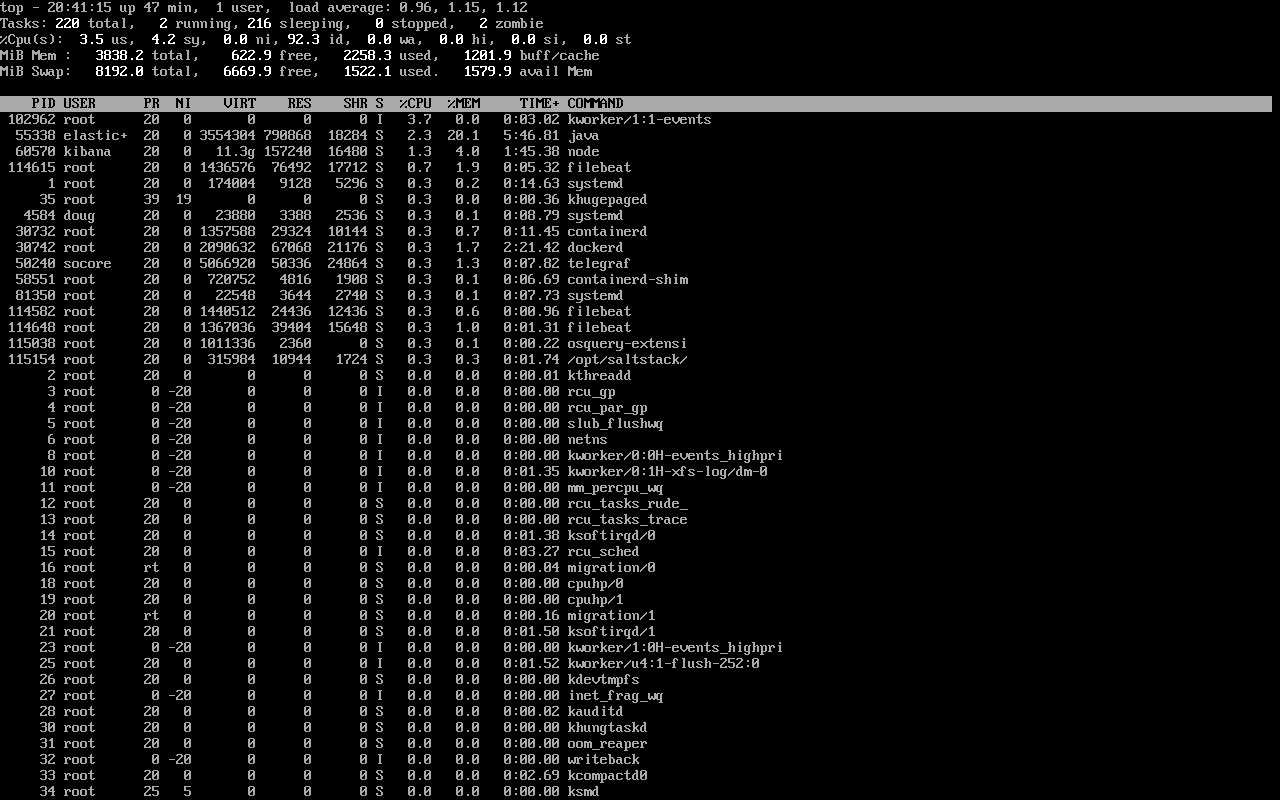 top - 20:41:15 up 47 min,  1 user,  load average: 0.96, 1.15, 1.12
Tasks: 220 total,   2 running, 216 sleeping,   0 stopped,   2 zombie
%Cpu(s):  3.5 us,  4.2 sy,  0.0 ni, 92.3 id,  0.0 wa,  0.0 hi,  0.0 si,  0.0 st
MiB Mem :   3838.2 total,    622.9 free,   2258.3 used,   1201.9 buff/cache
MiB Swap:   8192.0 total,   6669.9 free,   1522.1 used.   1579.9 avail Mem
PID USER      PR  NI    VIRT    RES    SHR S  %CPU  %MEM     TIME+ COMMAND
102962 root      20   0       0      0      0 I   3.7   0.0   0:03.02 kworker/1:1-events
55338 elastic+  20   0 3554304 790868  18284 S   2.3  20.1   5:46.81 java
60570 kibana    20   0   11.3g 157240  16480 S   1.3   4.0   1:45.38 node
114615 root      20   0 1436576  76492  17712 S   0.7   1.9   0:05.32 filebeat
1 root      20   0  174004   9128   5296 S   0.3   0.2   0:14.63 systemd
35 root      39  19       0      0      0 S   0.3   0.0   0:00.36 khugepaged
4584 doug      20   0   23880   3388   2536 S   0.3   0.1   0:08.79 systemd
30732 root      20   0 1357588  29324  10144 S   0.3   0.7   0:11.45 containerd
30742 root      20   0 2090632  67068  21176 S   0.3   1.7   2:21.42 dockerd
50240 socore    20   0 5066920  50336  24864 S   0.3   1.3   0:07.82 telegraf
58551 root      20   0  720752   4816   1908 S   0.3   0.1   0:06.69 containerd-shim
81350 root      20   0   22548   3644   2740 S   0.3   0.1   0:07.73 systemd
114582 root      20   0 1440512  24436  12436 S   0.3   0.6   0:00.96 filebeat
114648 root      20   0 1367036  39404  15648 S   0.3   1.0   0:01.31 filebeat
115038 root      20   0 1011336   2360      0 S   0.3   0.1   0:00.22 osquery-extensi
115154 root      20   0  315984  10944   1724 S   0.3   0.3   0:01.74 /opt/saltstack/
2 root      20   0       0      0      0 S   0.0   0.0   0:00.01 kthreadd
3 root       0 -20       0      0      0 I   0.0   0.0   0:00.00 rcu_gp
4 root       0 -20       0      0      0 I   0.0   0.0   0:00.00 rcu_par_gp
5 root       0 -20       0      0      0 I   0.0   0.0   0:00.00 slub_flushwq
6 root       0 -20       0      0      0 I   0.0   0.0   0:00.00 netns
8 root       0 -20       0      0      0 I   0.0   0.0   0:00.00 kworker/0:0H-events_highpri
10 root       0 -20       0      0      0 I   0.0   0.0   0:01.35 kworker/0:1H-xfs-log/dm-0
11 root       0 -20       0      0      0 I   0.0   0.0   0:00.00 mm_percpu_wq
12 root      20   0       0      0      0 S   0.0   0.0   0:00.00 rcu_tasks_rude_
13 root      20   0       0      0      0 S   0.0   0.0   0:00.00 rcu_tasks_trace
14 root      20   0       0      0      0 S   0.0   0.0   0:01.38 ksoftirqd/0
15 root      20   0       0      0      0 I   0.0   0.0   0:03.27 rcu_sched
16 root      rt   0       0      0      0 S   0.0   0.0   0:00.04 migration/0
18 root      20   0       0      0      0 S   0.0   0.0   0:00.00 cpuhp/0
19 root      20   0       0      0      0 S   0.0   0.0   0:00.00 cpuhp/1
20 root      rt   0       0      0      0 S   0.0   0.0   0:00.16 migration/1
21 root      20   0       0      0      0 S   0.0   0.0   0:01.50 ksoftirqd/1
23 root       0 -20       0      0      0 I   0.0   0.0   0:00.00 kworker/1:0H-events_highpri
25 root      20   0       0      0      0 I   0.0   0.0   0:01.52 kworker/u4:1-flush-252:0
26 root      20   0       0      0      0 S   0.0   0.0   0:00.00 kdevtmpfs
27 root       0 -20       0      0      0 I   0.0   0.0   0:00.00 inet_frag_wq
28 root      20   0       0      0      0 S   0.0   0.0   0:00.02 kauditd
30 root      20   0       0      0      0 S   0.0   0.0   0:00.00 khungtaskd
31 root      20   0       0      0      0 S   0.0   0.0   0:00.00 oom_reaper
32 root       0 -20       0      0      0 I   0.0   0.0   0:00.00 writeback
33 root      20   0       0      0      0 S   0.0   0.0   0:02.69 kcompactd0
34 root      25   5       0      0      0 S   0.0   0.0   0:00.00 ksmd